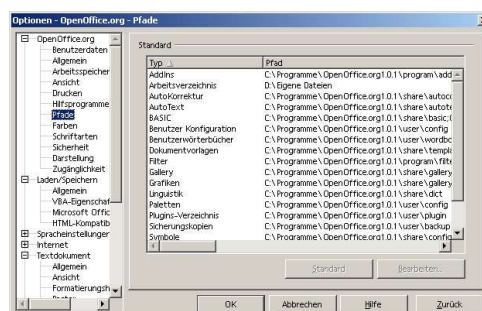 Optionen - OpenOffice.org - Pfade
OpenOffice.org
Benutzerdaten
Allgemein
Arbeitsspeicher
Ansicht
Drucken
Hilfsprogramme
Pfade
Farben
Schriftarten
Sicherheit
Darstellung
Zugänglichkeit
Laden/Speichern
Allgemein
VBA-Eigenschaf
Microsoft Offic
HTML-Kompatib
Spracheinstellunger
Internet
Textdokument
Allgemein
Ansicht
Formatierungsh
Standard
Typ Pfad
AddIns C:\Programme\OpenOffice.org1.0.1\program\add
Arbeitsverzeichnis D:\Eigene Dateien
AutoKorrektur C:\Programme\OpenOffice.org1.0.1\share\autoco
AutoText C:\Programme\OpenOffice.org1.0.1\share\autote
BASIC C:\Programme\OpenOffice.org1.0.1\share\basic;(
Benutzer Konfiguration C:\Programme\OpenOffice.org1.0.1\user\config
Benutzerwörterbücher C:\Programme\OpenOffice.org1.0.1\user\wordbo
Dokumentvorlagen C:\Programme\OpenOffice.org1.0.1\share\templa
Filter C:\Programme\OpenOffice.org1.0.1\program\filte
Gallery C:\Programme\OpenOffice.org1.0.1\share\gallery
Grafiken C:\Programme\OpenOffice.org1.0.1\share\gallery
Linguistik C:\Programme\OpenOffice.org1.0.1\share\dict
Paletten C:\Programme\OpenOffice.org1.0.1\user\config
Plugins-Verzeichnis C:\Programme\OpenOffice.org1.0.1\user\plugin
Sicherungskopien C:\Programme\OpenOffice.org1.0.1\user\backup
Symbole C:\Programme\OpenOffice.org1.0.1\share\config
Standard Bearbeiten...
OK Abbrechen Hilfe Zurück